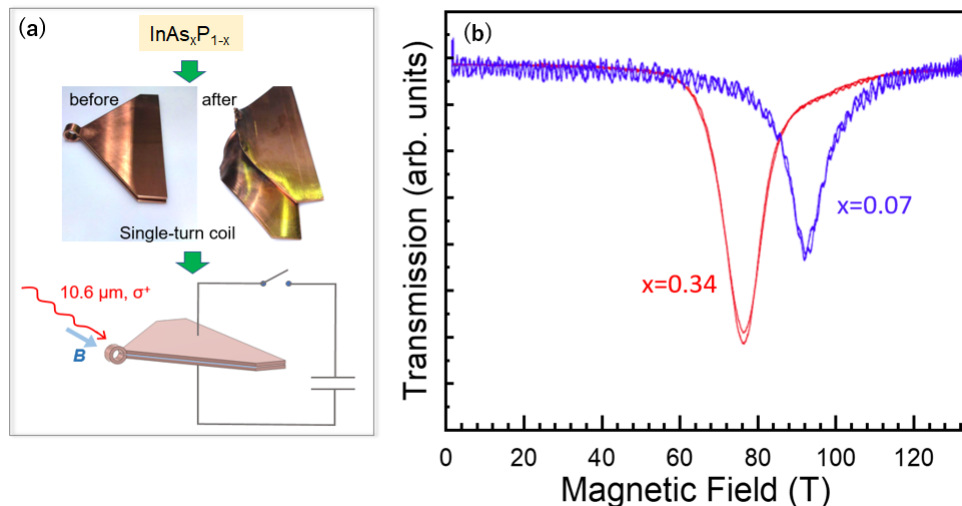 (a)
InAsxP1-x
before
after
Single-turn coil
10.6 μm, σ+
B
(b)
Transmission (arb. units)
x=0.07
x=0.34
0 20 40 60 80 100 120
Magnetic Field (T)